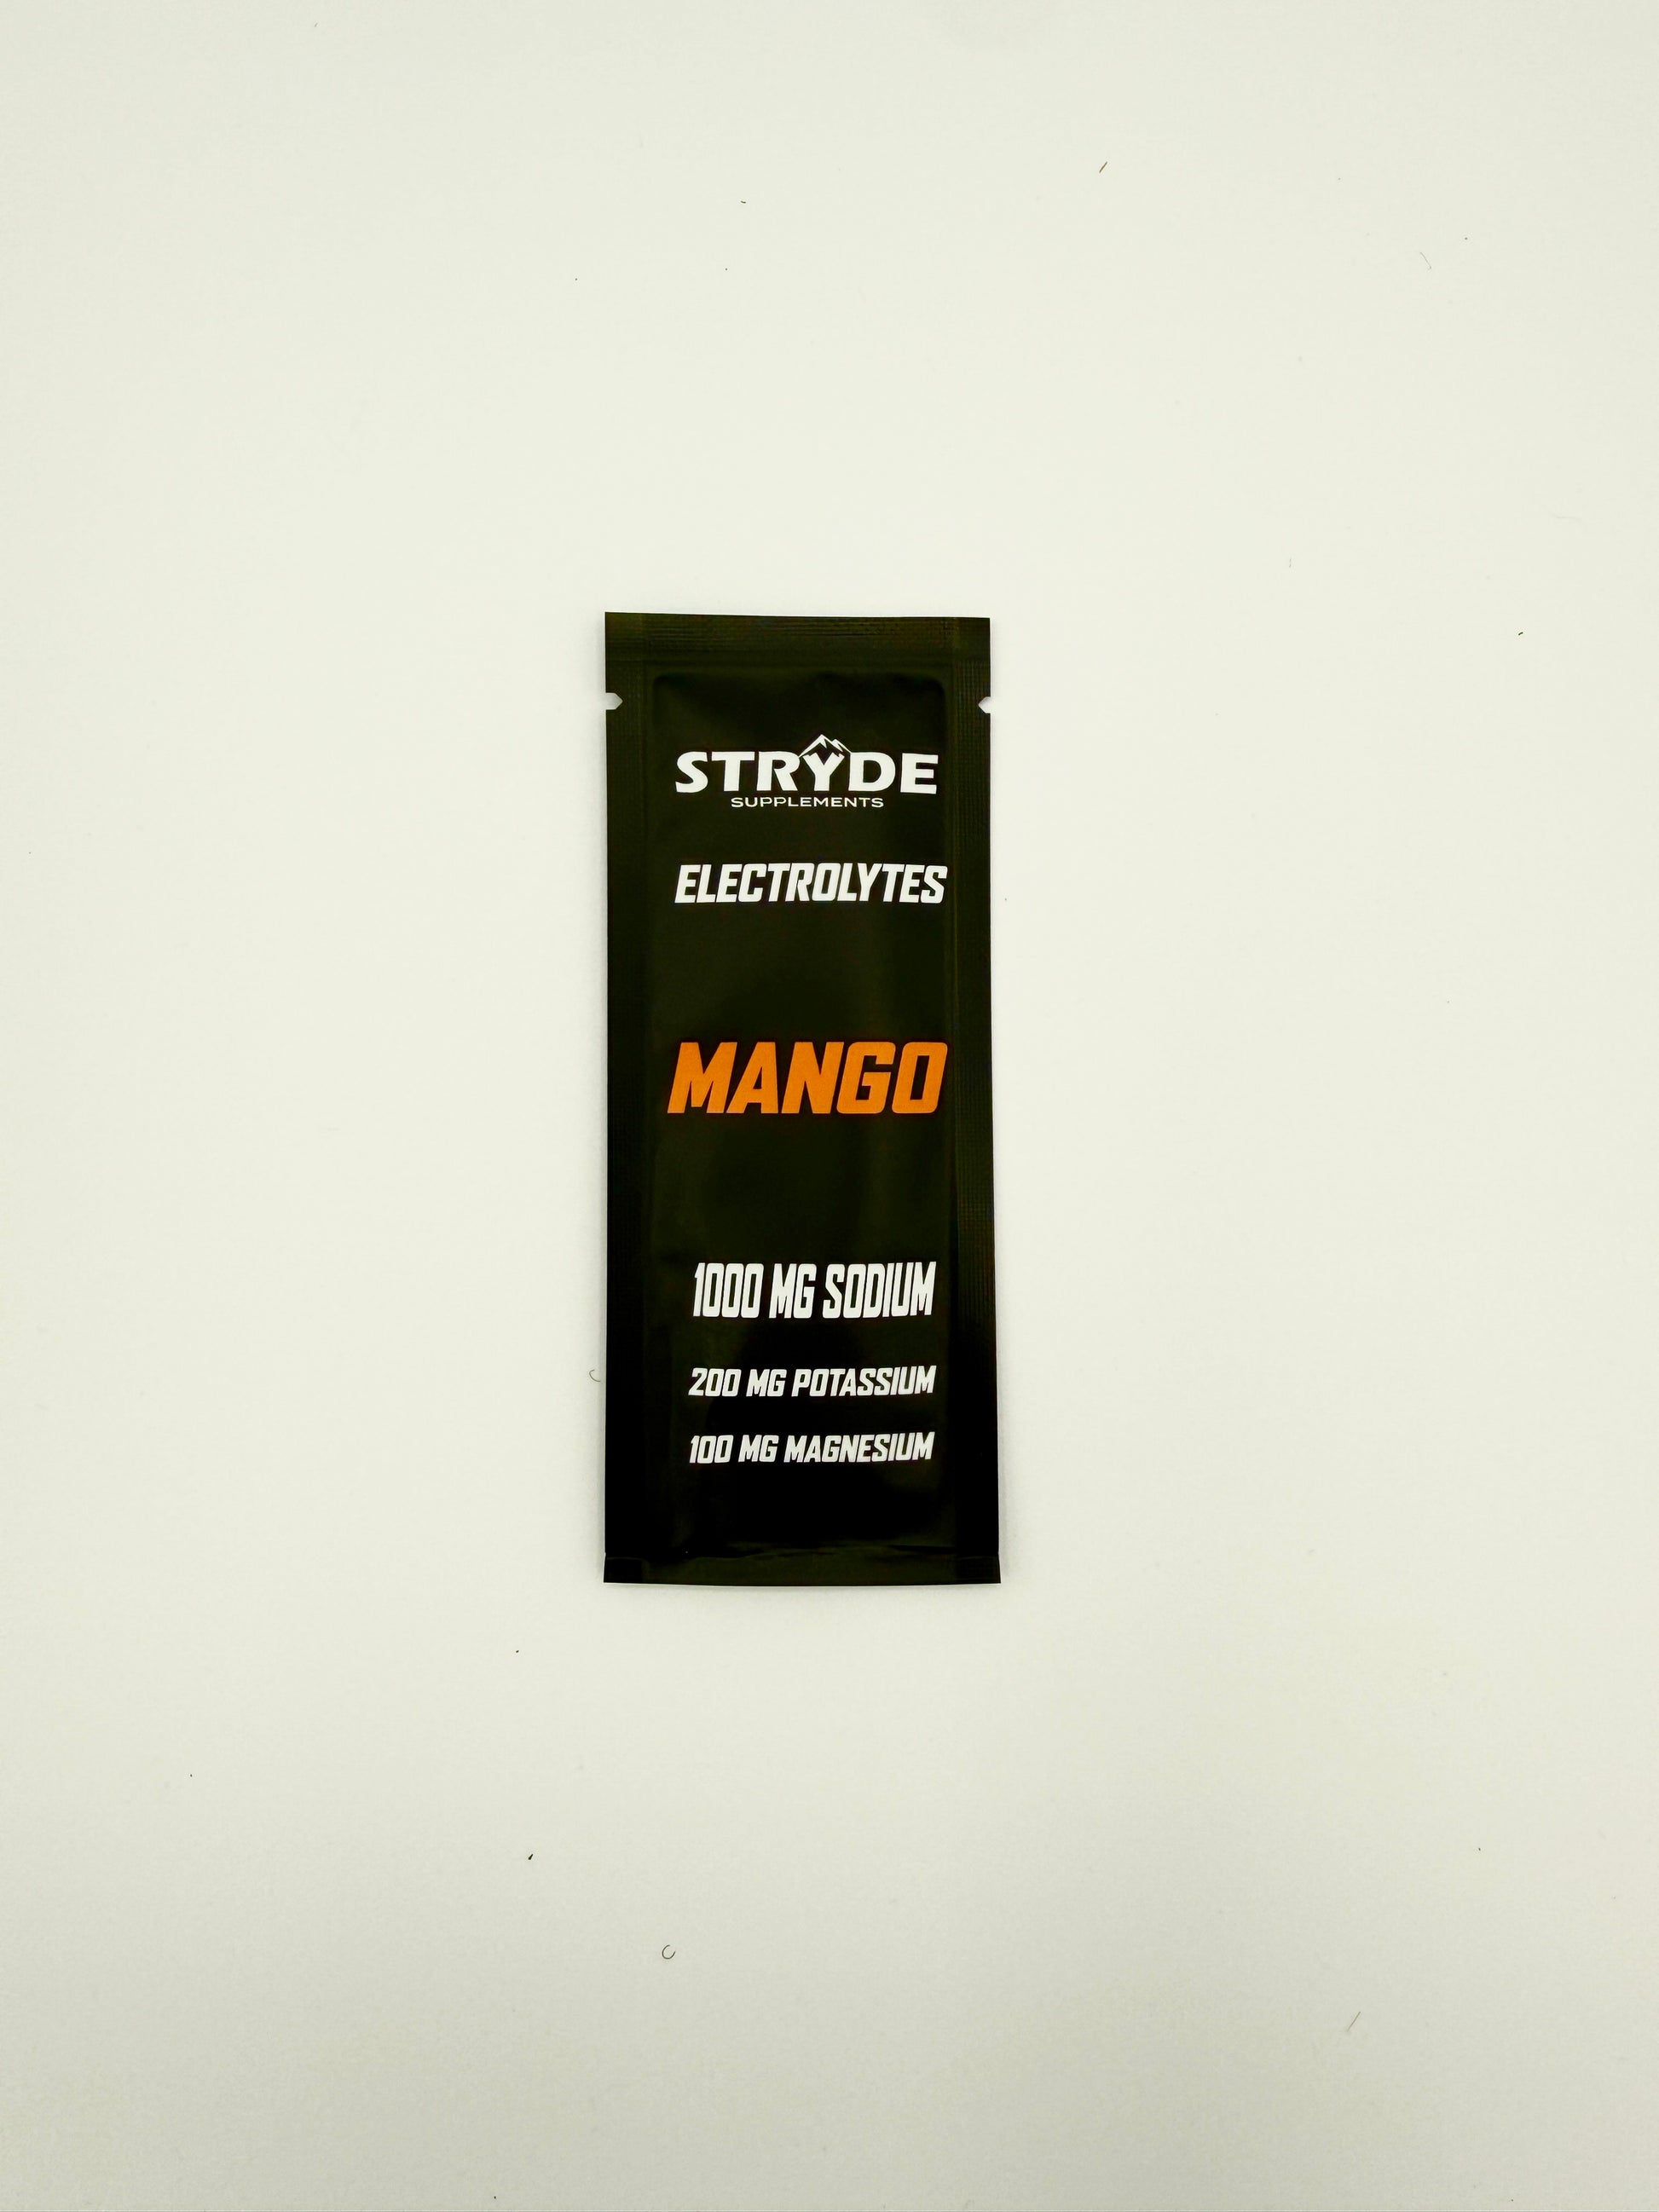 STRYDE
SUPPLEMENTS
ELECTROLYTES
MANGO
1000 MG SODIUM
200 MG POTASSIUM
100 MG MAGNESIUM